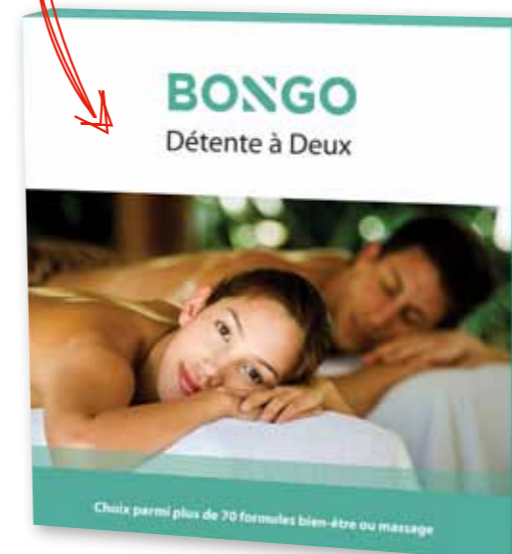 BONGO
Détente à Deux
Choix parmi plus de 70 formules bien-être ou massage